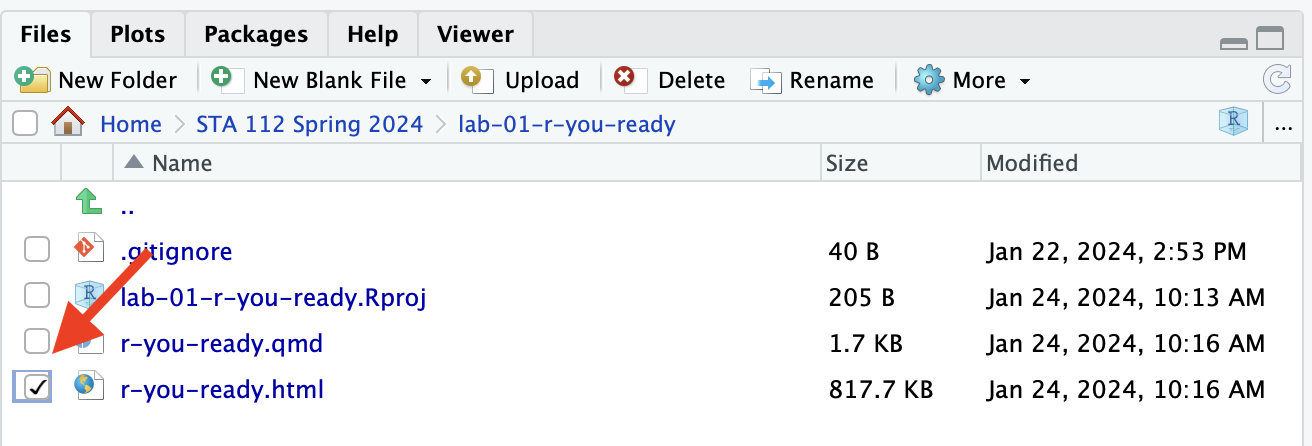 Files Plots Packages Help Viewer
New Folder New Blank File Upload Delete Rename More
Home STA 112 Spring 2024 lab-01-r-you-ready R ...
Name Size Modified
..
.gitignore 40 B Jan 22, 2024, 2:53 PM
R lab-01-r-you-ready.Rproj 205 B Jan 24, 2024, 10:13 AM
r-you-ready.qmd 1.7 KB Jan 24, 2024, 10:16 AM
r-you-ready.html 817.7 KB Jan 24, 2024, 10:16 AM